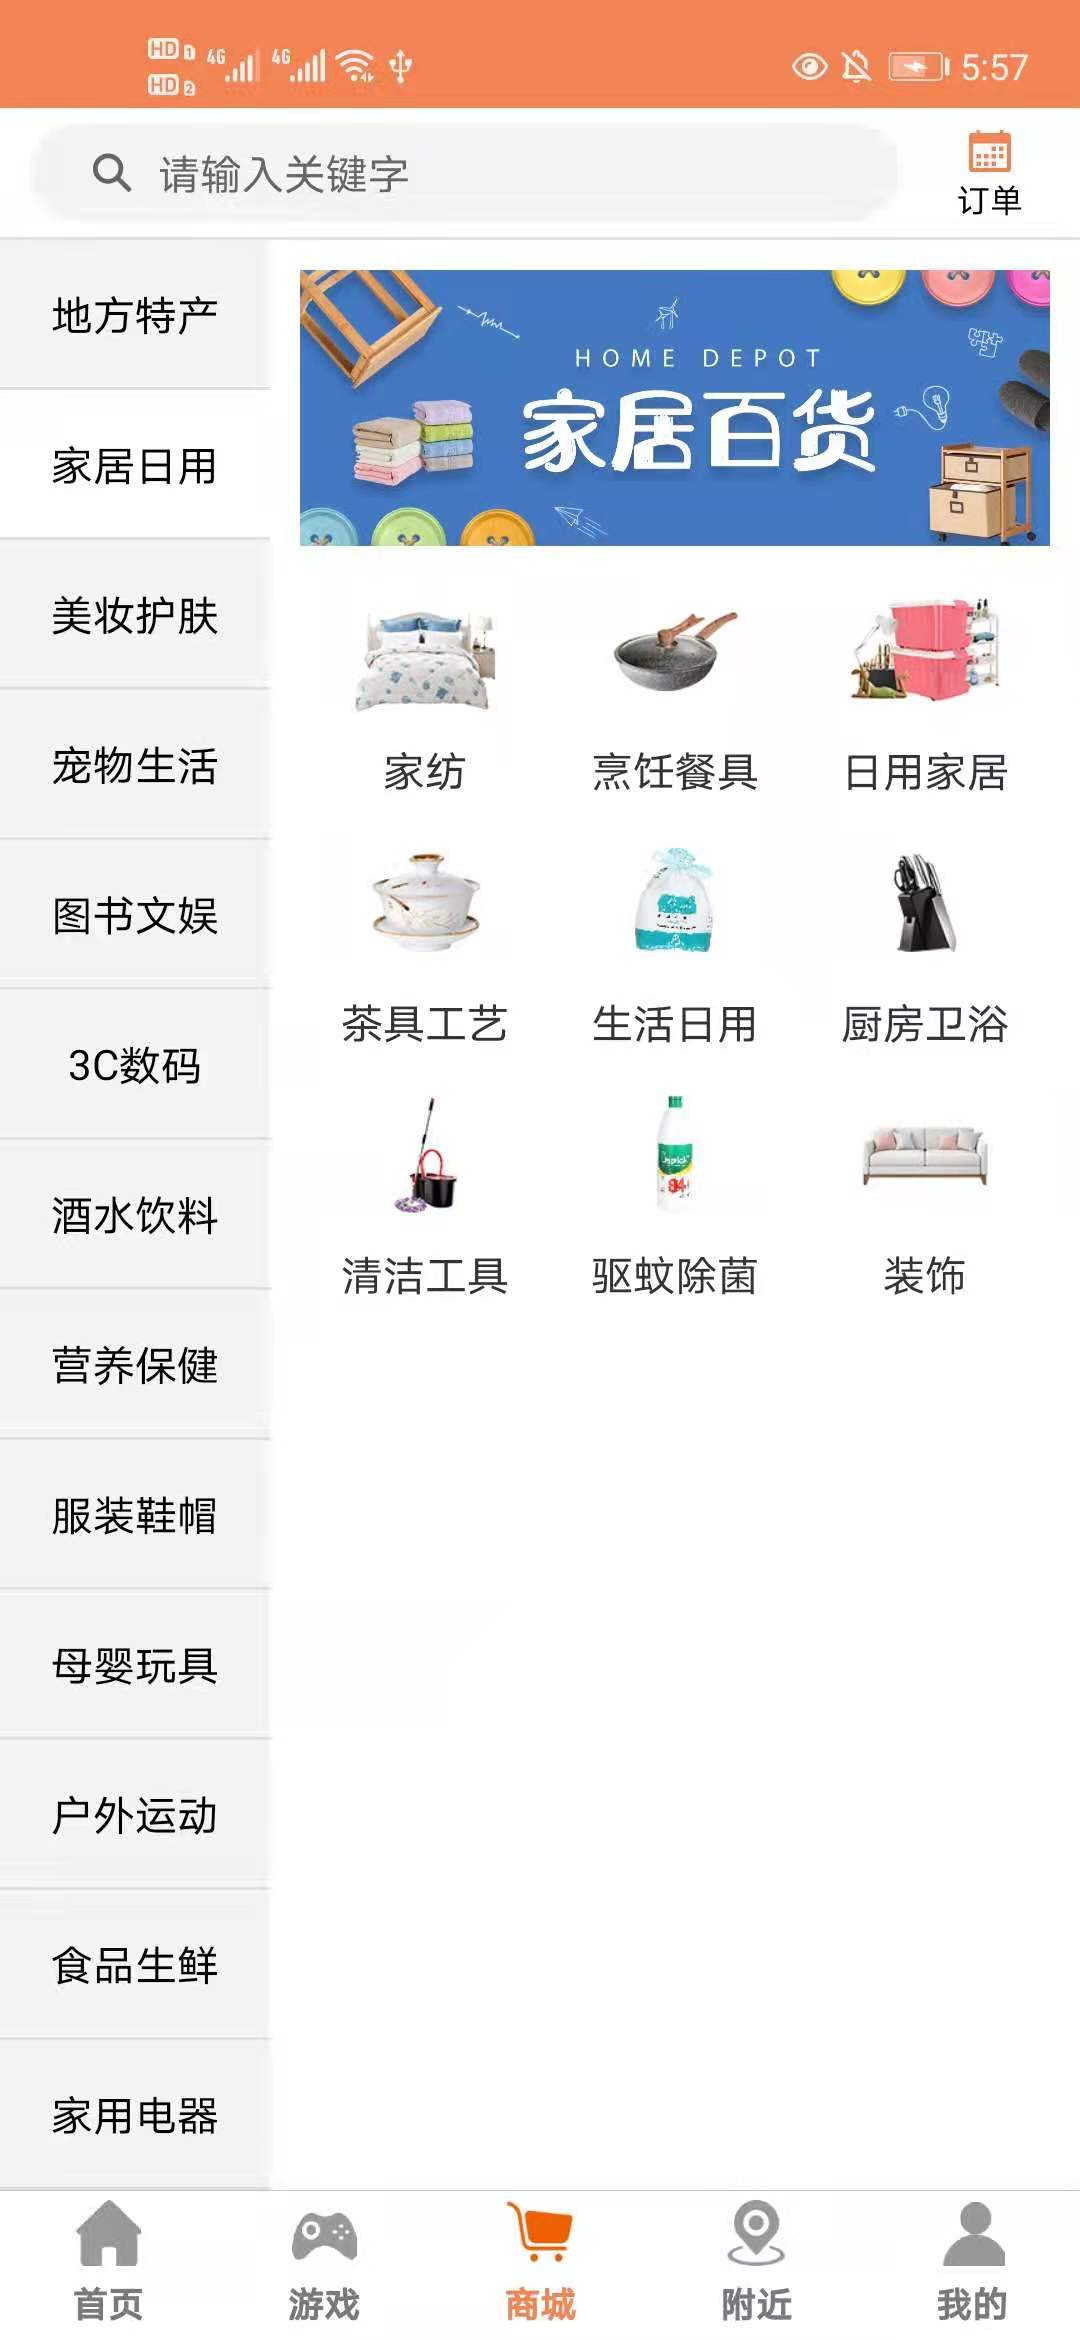 HD 1 4G 4G
HD 2
5:57
请输入关键字
订单
地方特产
家居日用
美妆护肤
宠物生活
图书文娱
3C数码
酒水饮料
营养保健
服装鞋帽
母婴玩具
户外运动
食品生鲜
家用电器
HOME DEPOT
家居百货
家纺
烹饪餐具
日用家居
茶具工艺
生活日用
厨房卫浴
84
清洁工具
驱蚊除菌
装饰
首页
游戏
商城
附近
我的